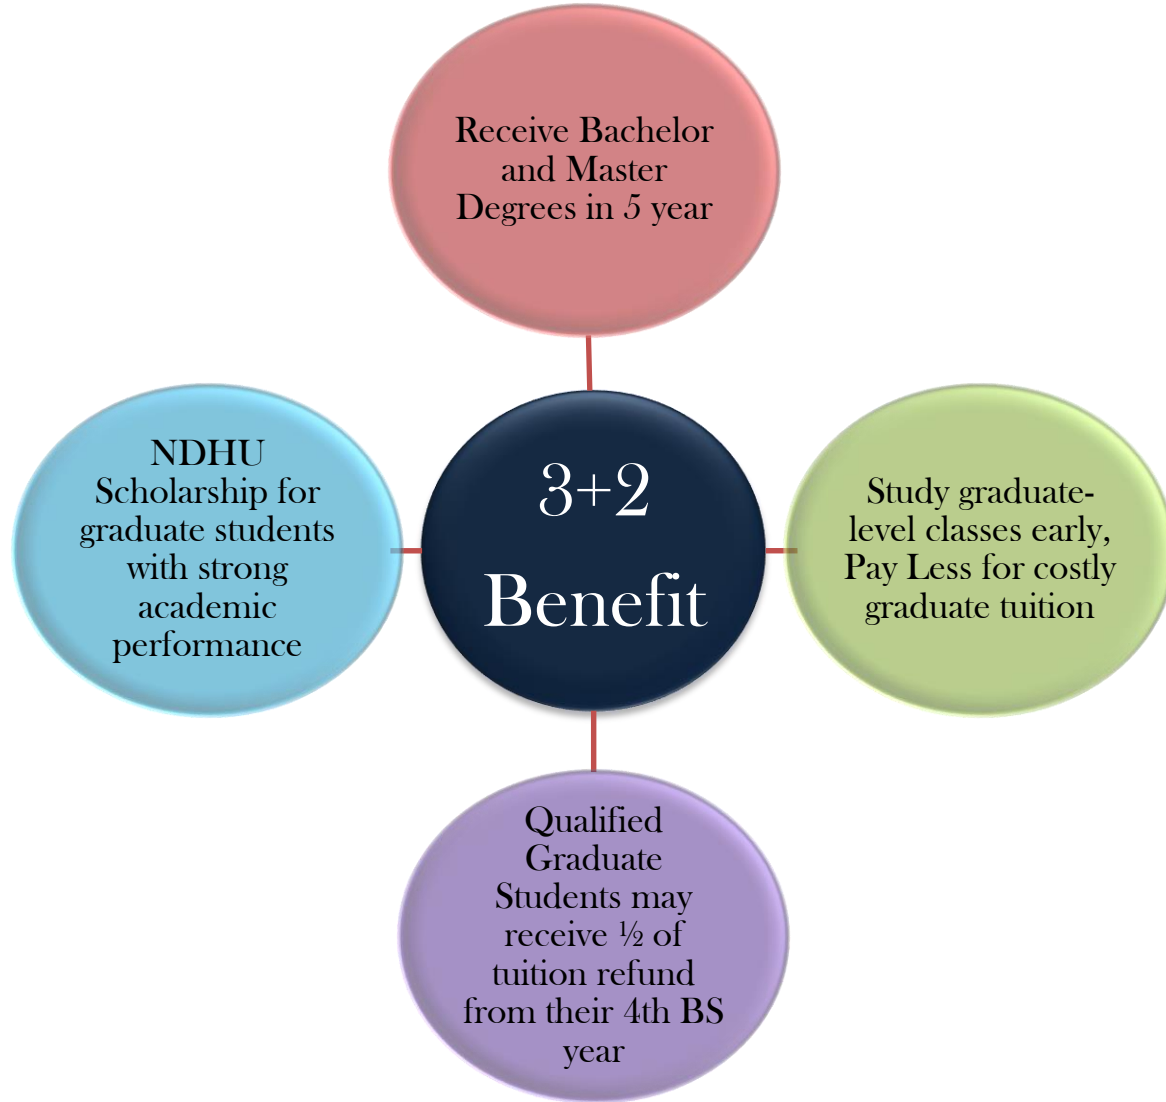 Receive Bachelor
and Master
Degrees in 5 year
NDHU
Scholarship for
graduate students
with strong
academic
performance
3+2
Benefit
Study graduate-
level classes early,
Pay Less for costly
graduate tuition
Qualified
Graduate
Students may
receive ½ of
tuition refund
from their 4th BS
year